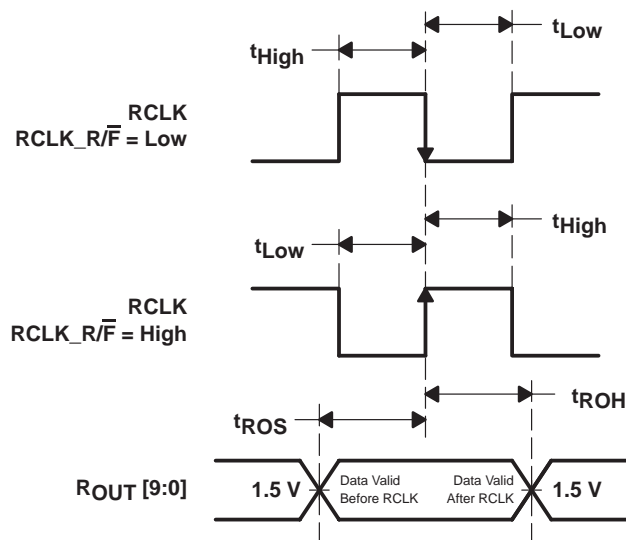 tLow
tHigh
RCLK
RCLK_R/F̅ = Low
tHigh
tLow
RCLK
RCLK_R/F̅ = High
tROH
tROS
ROUT [9:0]
1.5 V
Data Valid
Before RCLK
Data Valid
After RCLK
1.5 V